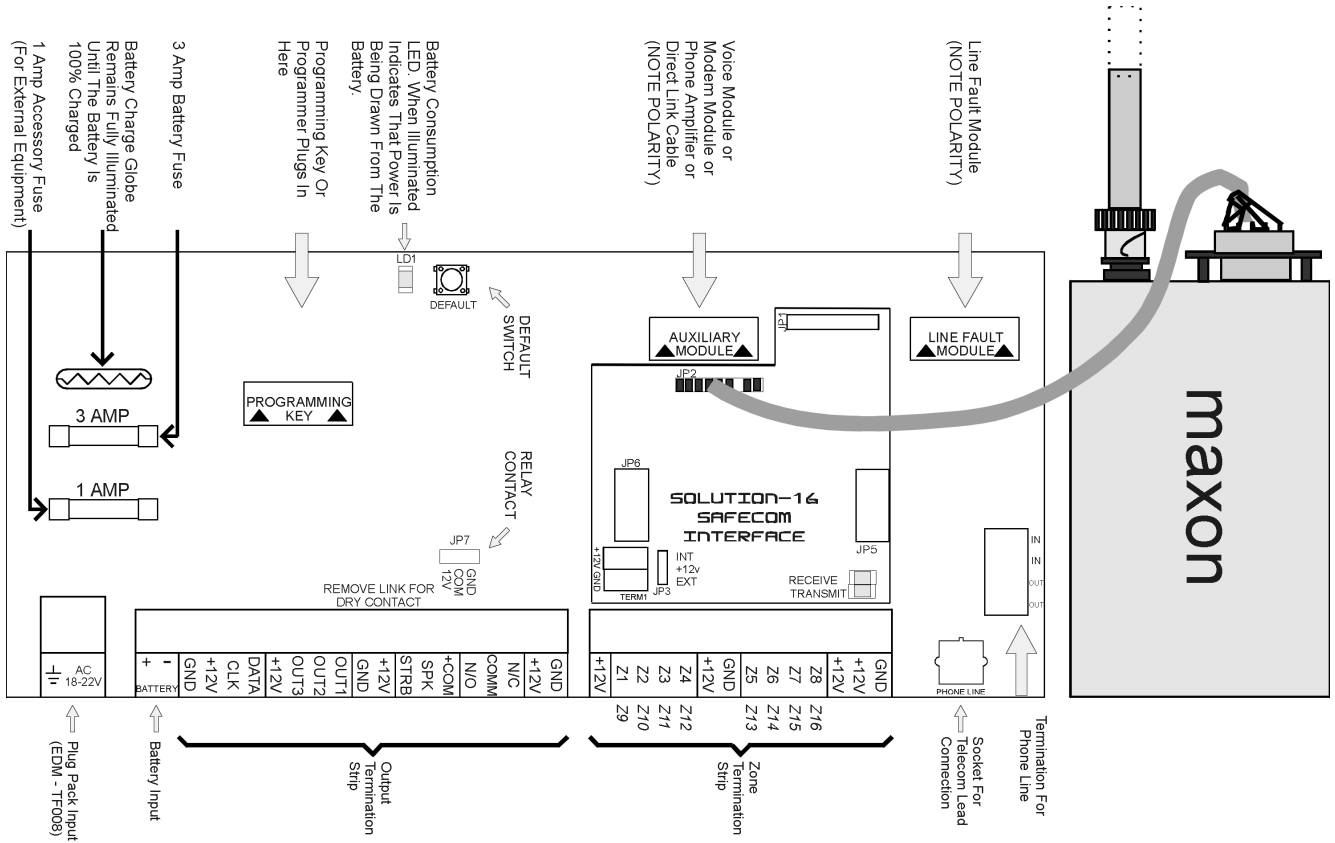 1 Amp Accessory Fuse
(For External Equipment)
Battery Charge Globe
Remains Fully Illuminated
Until The Battery Is
100% Charged
3 Amp Battery Fuse
Programming Key Or
Programmer Plugs In
Here
Battery Consumption
LED. When Illuminated
Indicates That Power Is
Being Drawn From The
Battery.
Voice Module or
Modem Module or
Phone Amplifier or
Direct Link Cable
(NOTE POLARITY)
Line Fault Module
(NOTE POLARITY)
LD1
DEFAULT
DEFAULT
SWITCH
JP1
AUXILIARY
MODULE
LINE FAULT
MODULE
JP2
3 AMP
PROGRAMMING
KEY
maxon
1 AMP
RELAY
CONTACT
JP6
SOLUTION-16
SAFECOM
INTERFACE
JP5
JP7
12V
COM
GND
+12V GND
TERM1
JP3
INT
+12v
EXT
RECEIVE
TRANSMIT
IN
IN
OUT
OUT
REMOVE LINK FOR
DRY CONTACT
AC
18-22V
+ -
BATTERY
GND
+12V
CLK
DATA
+12V
OUT3
OUT2
OUT1
GND
+12V
STRB
SPK
+COM
N/O
COMM
N/C
+12V
GND
+12V
Z1
Z2
Z3
Z4
+12V
GND
Z5
Z6
Z7
Z8
+12V
+12V
GND
PHONE LINE
Z9
Z10
Z11
Z12
Z13
Z14
Z15
Z16
Plug Pack Input
(EDM - TF008)
Battery Input
Output
Termination
Strip
Zone
Termination
Strip
Socket For
Telecom Lead
Connection
Termination For
Phone Line